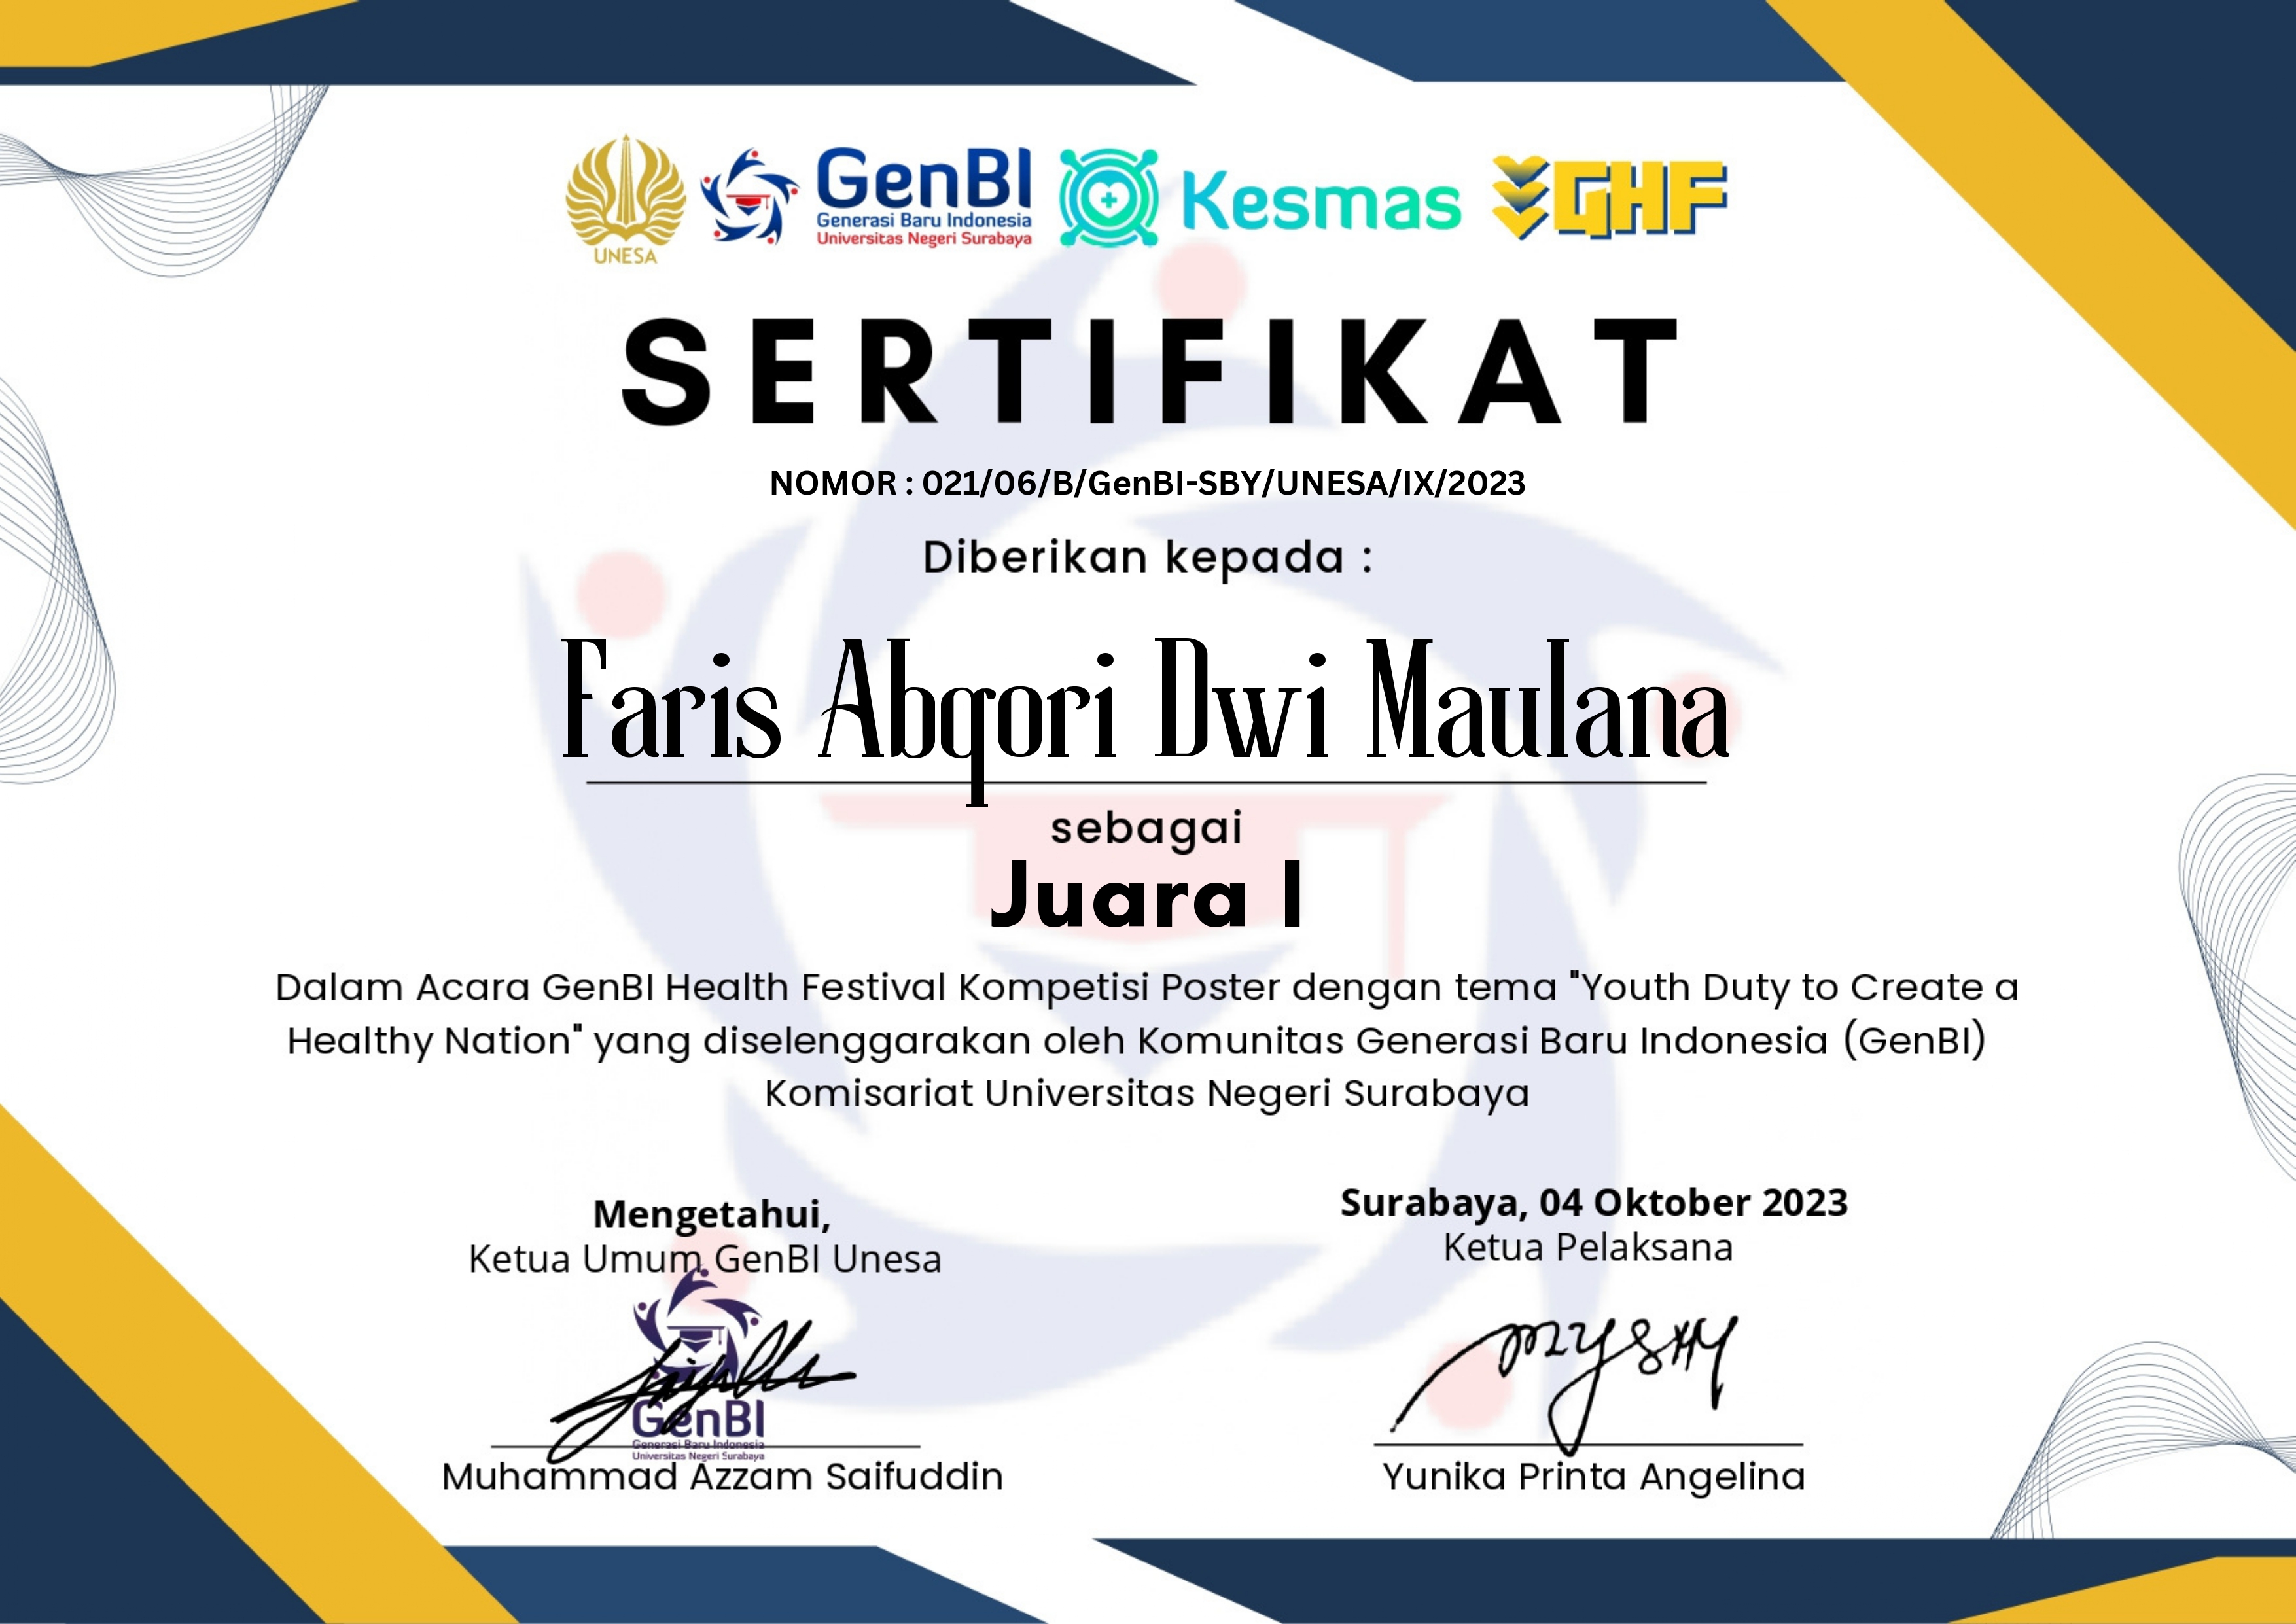 UNESA
GenBI
Generasi Baru Indonesia
Universitas Negeri Surabaya
Kesmas
GHF
SERTIFIKAT
NOMOR : 021/06/B/GenBI-SBY/UNESA/IX/2023
Diberikan kepada :
Faris Abqori Dwi Maulana
sebagai
Juara I
Dalam Acara GenBI Health Festival Kompetisi Poster dengan tema "Youth Duty to Create a
Healthy Nation" yang diselenggarakan oleh Komunitas Generasi Baru Indonesia (GenBI)
Komisariat Universitas Negeri Surabaya
Mengetahui,
Ketua Umum GenBI Unesa
GenBI
Generasi Baru Indonesia
Universitas Negeri Surabaya
Muhammad Azzam Saifuddin
Surabaya, 04 Oktober 2023
Ketua Pelaksana
Yunika Printa Angelina